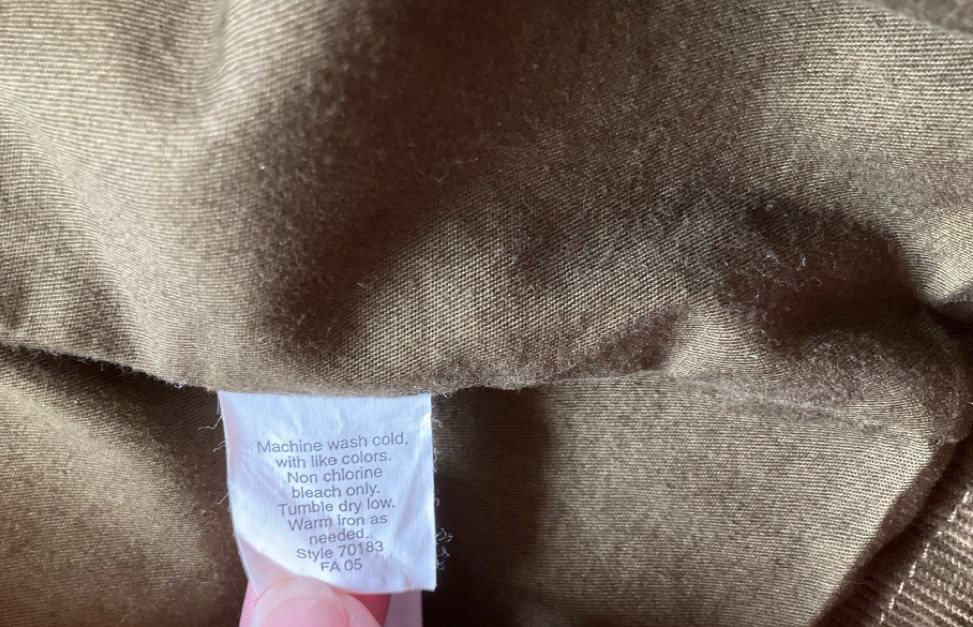 Machine wash cold,
with like colors.
Non chlorine
bleach only.
Tumble dry low.
Warm iron as
needed.
Style 70183
FA 05